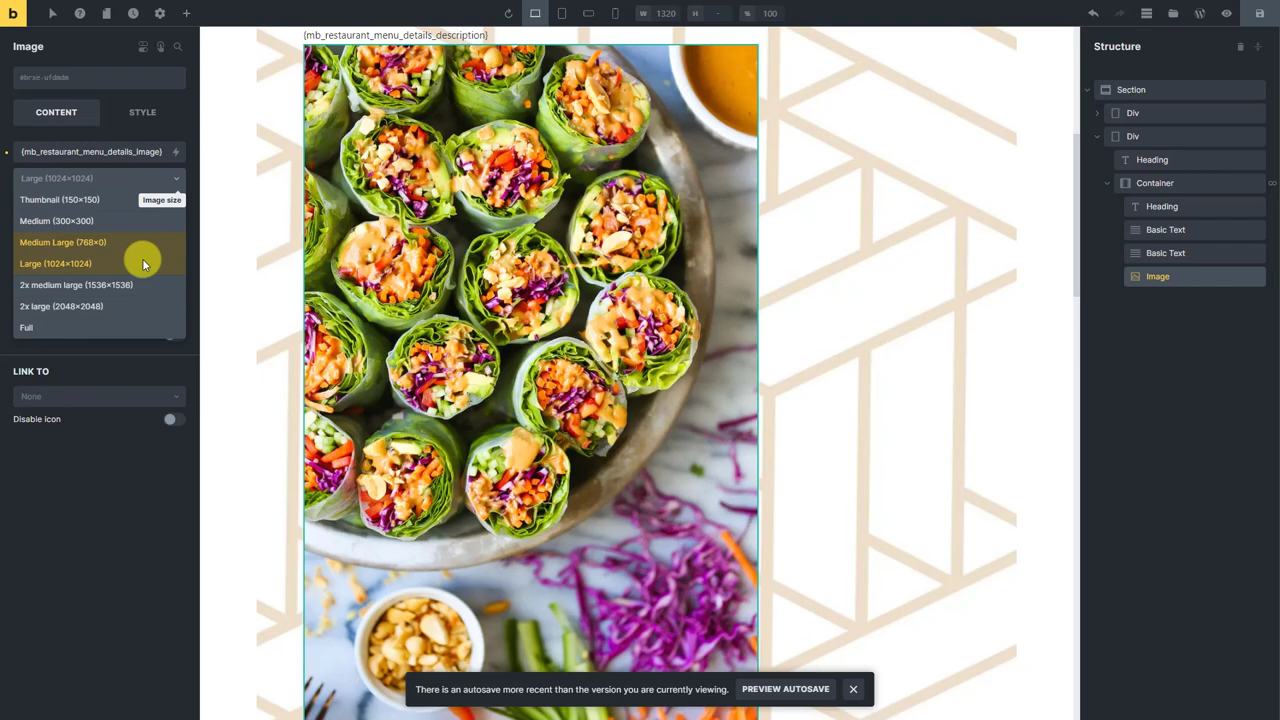 b
W 1320 H - % 100
Image
#brxe-ufdmdm
CONTENT STYLE
{mb_restaurant_menu_details_image}
Large (1024×1024)
Thumbnail (150×150)
Image size
Medium (300×300)
Medium Large (768×0)
Large (1024×1024)
2x medium large (1536×1536)
2x large (2048×2048)
Full
LINK TO
None
Disable icon
{mb_restaurant_menu_details_description}
There is an autosave more recent than the version you are currently viewing. PREVIEW AUTOSAVE
Structure
Section
Div
Div
Heading
Container
Heading
Basic Text
Basic Text
Image